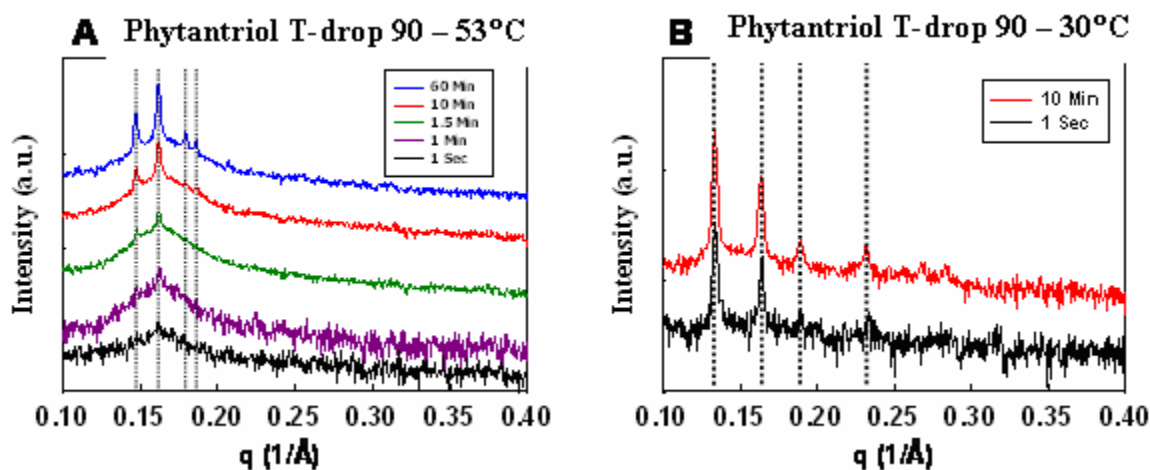 A Phytantriol T-drop 90 – 53°C
60 Min
10 Min
1.5 Min
1 Min
1 Sec
Intensity (a.u.)
0.10 0.15 0.20 0.25 0.30 0.35 0.40
q (1/Å)
B Phytantriol T-drop 90 – 30°C
10 Min
1 Sec
Intensity (a.u.)
0.10 0.15 0.20 0.25 0.30 0.35 0.40
q (1/Å)